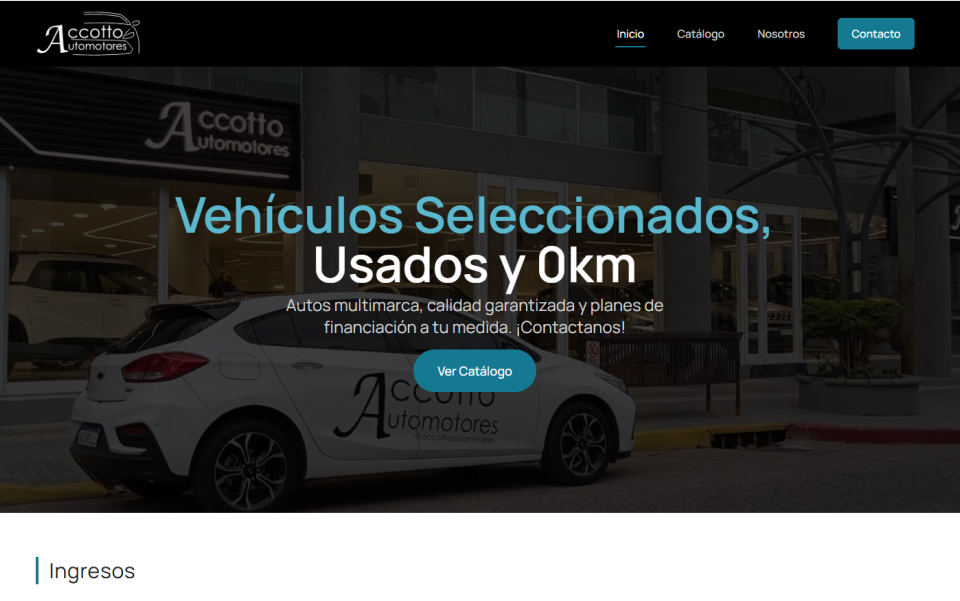 Accotto
Automotores
Inicio
Catálogo
Nosotros
Contacto
Accotto
Automotores
Vehículos Seleccionados,
Usados y 0km
Autos multimarca, calidad garantizada y planes de
financiación a tu medida. ¡Contactanos!
Ver Catálogo
Accotto
Automotores
@accottoautomotores
Ingresos